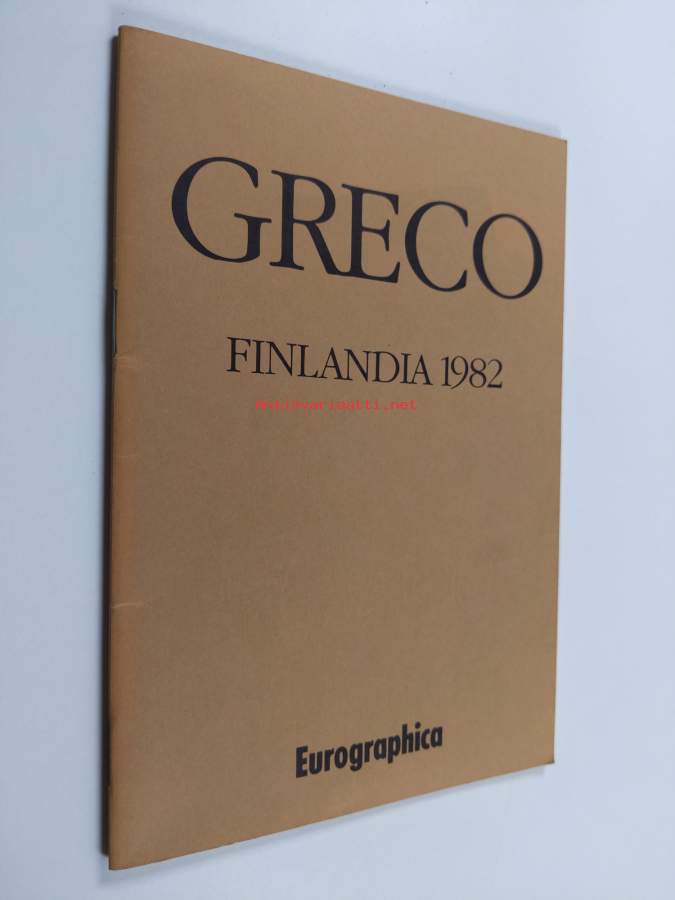 GRECO
FINLANDIA 1982
antikvariaatti.net
Eurographica